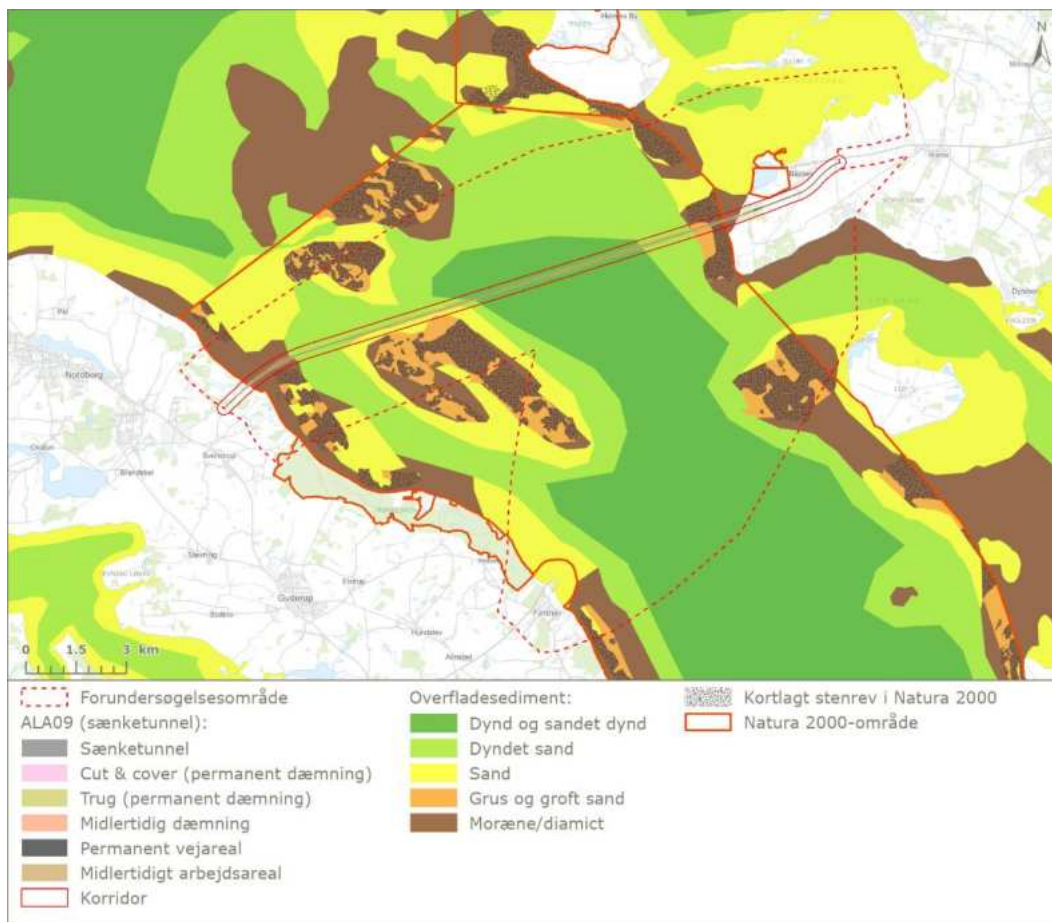 N
Nordborg
Guderup
0 1.5 3 km
Forundersøgelsesområde
ALA09 (sænketunnel):
Sænketunnel
Cut & cover (permanent dæmning)
Trug (permanent dæmning)
Midlertidig dæmning
Permanent vejareal
Midlertidigt arbejdsareal
Korridor
Overfladesediment:
Dynd og sandet dynd
Dyndet sand
Sand
Grus og groft sand
Moræne/diamict
Kortlagt stenrev i Natura 2000
Natura 2000-område